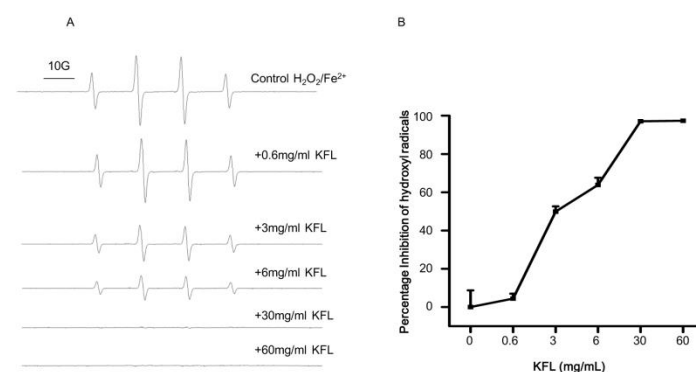 A
10G
Control H₂O₂/Fe²⁺
+0.6mg/ml KFL
+3mg/ml KFL
+6mg/ml KFL
+30mg/ml KFL
+60mg/ml KFL
B
Percentage Inhibition of hydroxyl radicals
100
80
60
40
20
0
0 0.6 3 6 30 60
KFL (mg/mL)